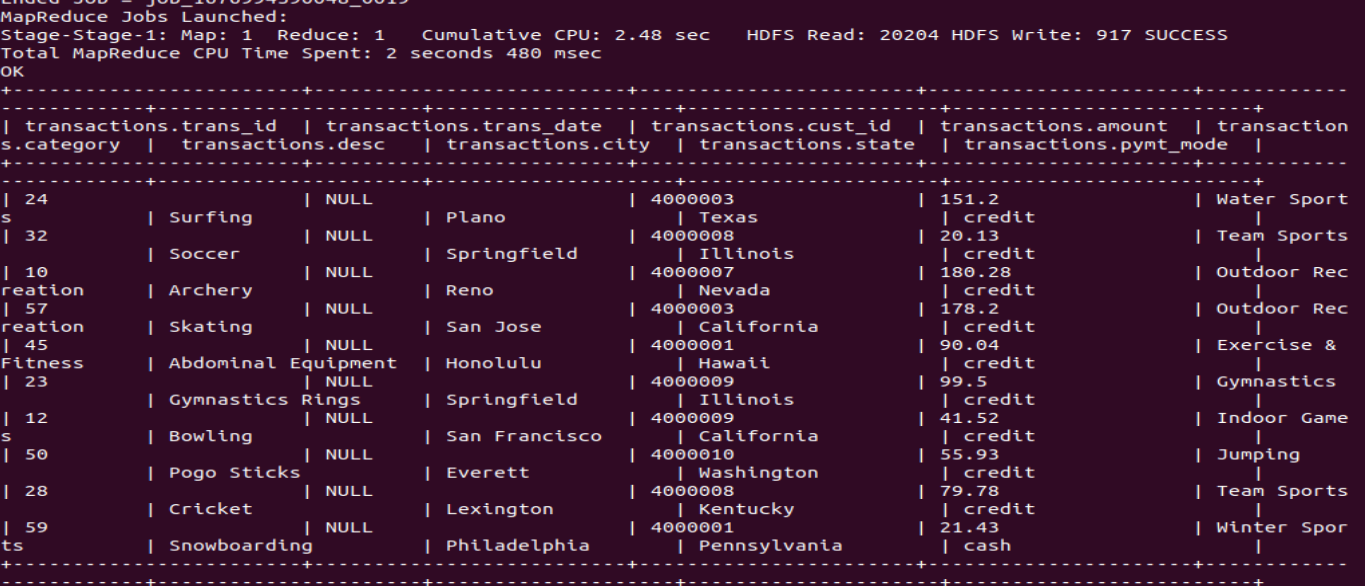 Ended Job = job_1670994390048_0019
MapReduce Jobs Launched:
Stage-Stage-1: Map: 1  Reduce: 1   Cumulative CPU: 2.48 sec   HDFS Read: 20204 HDFS Write: 917 SUCCESS
Total MapReduce CPU Time Spent: 2 seconds 480 msec
OK
| transactions.trans_id  | transactions.trans_date  | transactions.cust_id  | transactions.amount  | transaction
s.category  |  transactions.desc  | transactions.city  | transactions.state  | transactions.pymt_mode  |
| 24 | NULL | 4000003 | 151.2 | Water Sport
s | Surfing | Plano | Texas | credit |
| 32 | NULL | 4000008 | 20.13 | Team Sports
| Soccer | Springfield | Illinois | credit |
| 10 | NULL | 4000007 | 180.28 | Outdoor Rec
reation | Archery | Reno | Nevada | credit |
| 57 | NULL | 4000003 | 178.2 | Outdoor Rec
reation | Skating | San Jose | California | credit |
| 45 | NULL | 4000001 | 90.04 | Exercise &
Fitness | Abdominal Equipment | Honolulu | Hawaii | credit |
| 23 | NULL | 4000009 | 99.5 | Gymnastics
| Gymnastics Rings | Springfield | Illinois | credit |
| 12 | NULL | 4000009 | 41.52 | Indoor Game
s | Bowling | San Francisco | California | credit |
| 50 | NULL | 4000010 | 55.93 | Jumping
| Pogo Sticks | Everett | Washington | credit |
| 28 | NULL | 4000008 | 79.78 | Team Sports
| Cricket | Lexington | Kentucky | credit |
| 59 | NULL | 4000001 | 21.43 | Winter Spor
ts | Snowboarding | Philadelphia | Pennsylvania | cash |